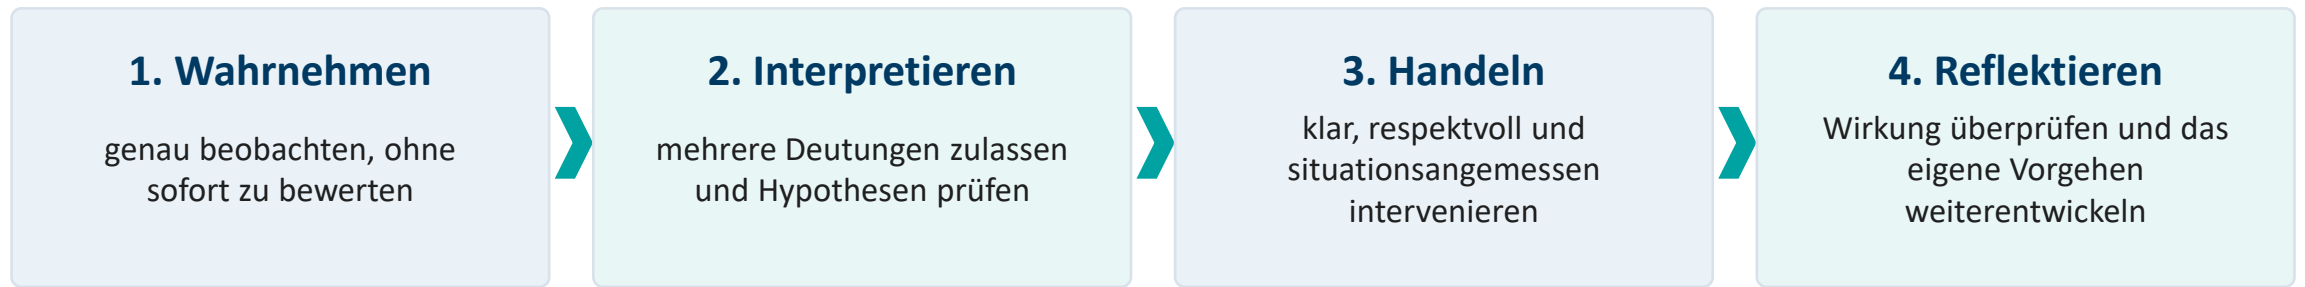 1. Wahrnehmen
genau beobachten, ohne
sofort zu bewerten
2. Interpretieren
mehrere Deutungen zulassen
und Hypothesen prüfen
3. Handeln
klar, respektvoll und
situationsangemessen
intervenieren
4. Reflektieren
Wirkung überprüfen und das
eigene Vorgehen
weiterentwickeln